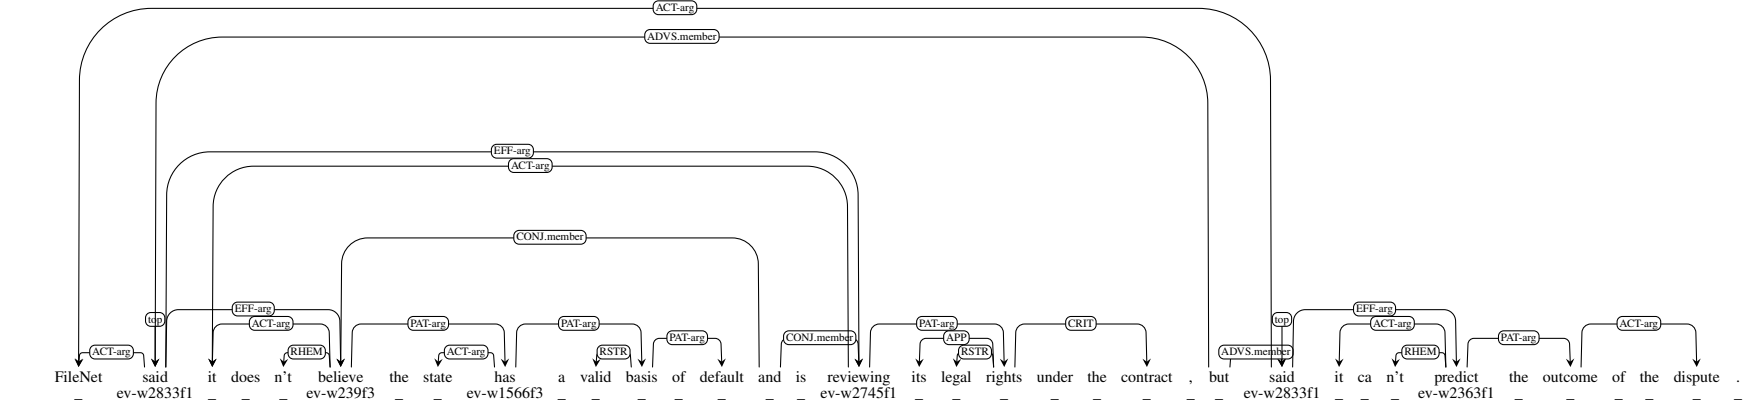 ACT-arg
ADVS.member
EFF-arg
ACT-arg
CONJ.member
top EFF-arg top EFF-arg
ACT-arg PAT-arg PAT-arg PAT-arg CRIT ACT-arg ACT-arg
PAT-arg CONJ.member APP PAT-arg
ACT-arg RHEM ACT-arg RSTR RSTR ADVS.member RHEM
FileNet said it does n't believe the state has a valid basis of default and is reviewing its legal rights under the contract , but said it ca n't predict the outcome of the dispute .
_ ev-w2833f1 _ _ _ ev-w239f3 _ _ ev-w1566f3 _ _ _ _ _ _ _ ev-w2745f1 _ _ _ _ _ _ _ _ ev-w2833f1 _ _ _ ev-w2363f1 _ _ _ _ _ _